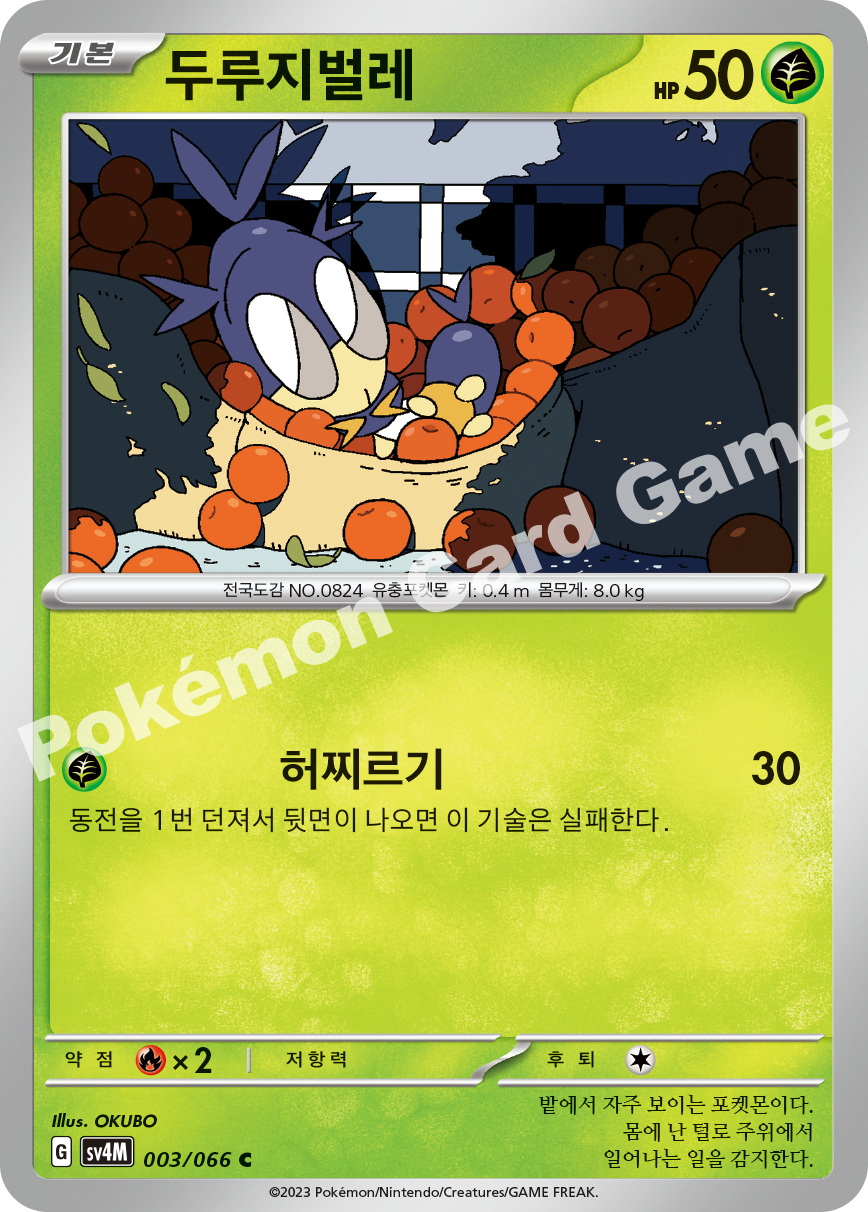 기본
두루지벌레
HP 50
전국도감 NO.0824 유충포켓몬 키: 0.4 m 몸무게: 8.0 kg
Pokémon Card Game
허찌르기 30
동전을 1번 던져서 뒷면이 나오면 이 기술은 실패한다.
약점 ×2 저항력 후퇴
Illus. OKUBO
G sv4M 003/066 C
밭에서 자주 보이는 포켓몬이다.
몸에 난 털로 주위에서
일어나는 일을 감지한다.
©2023 Pokémon/Nintendo/Creatures/GAME FREAK.